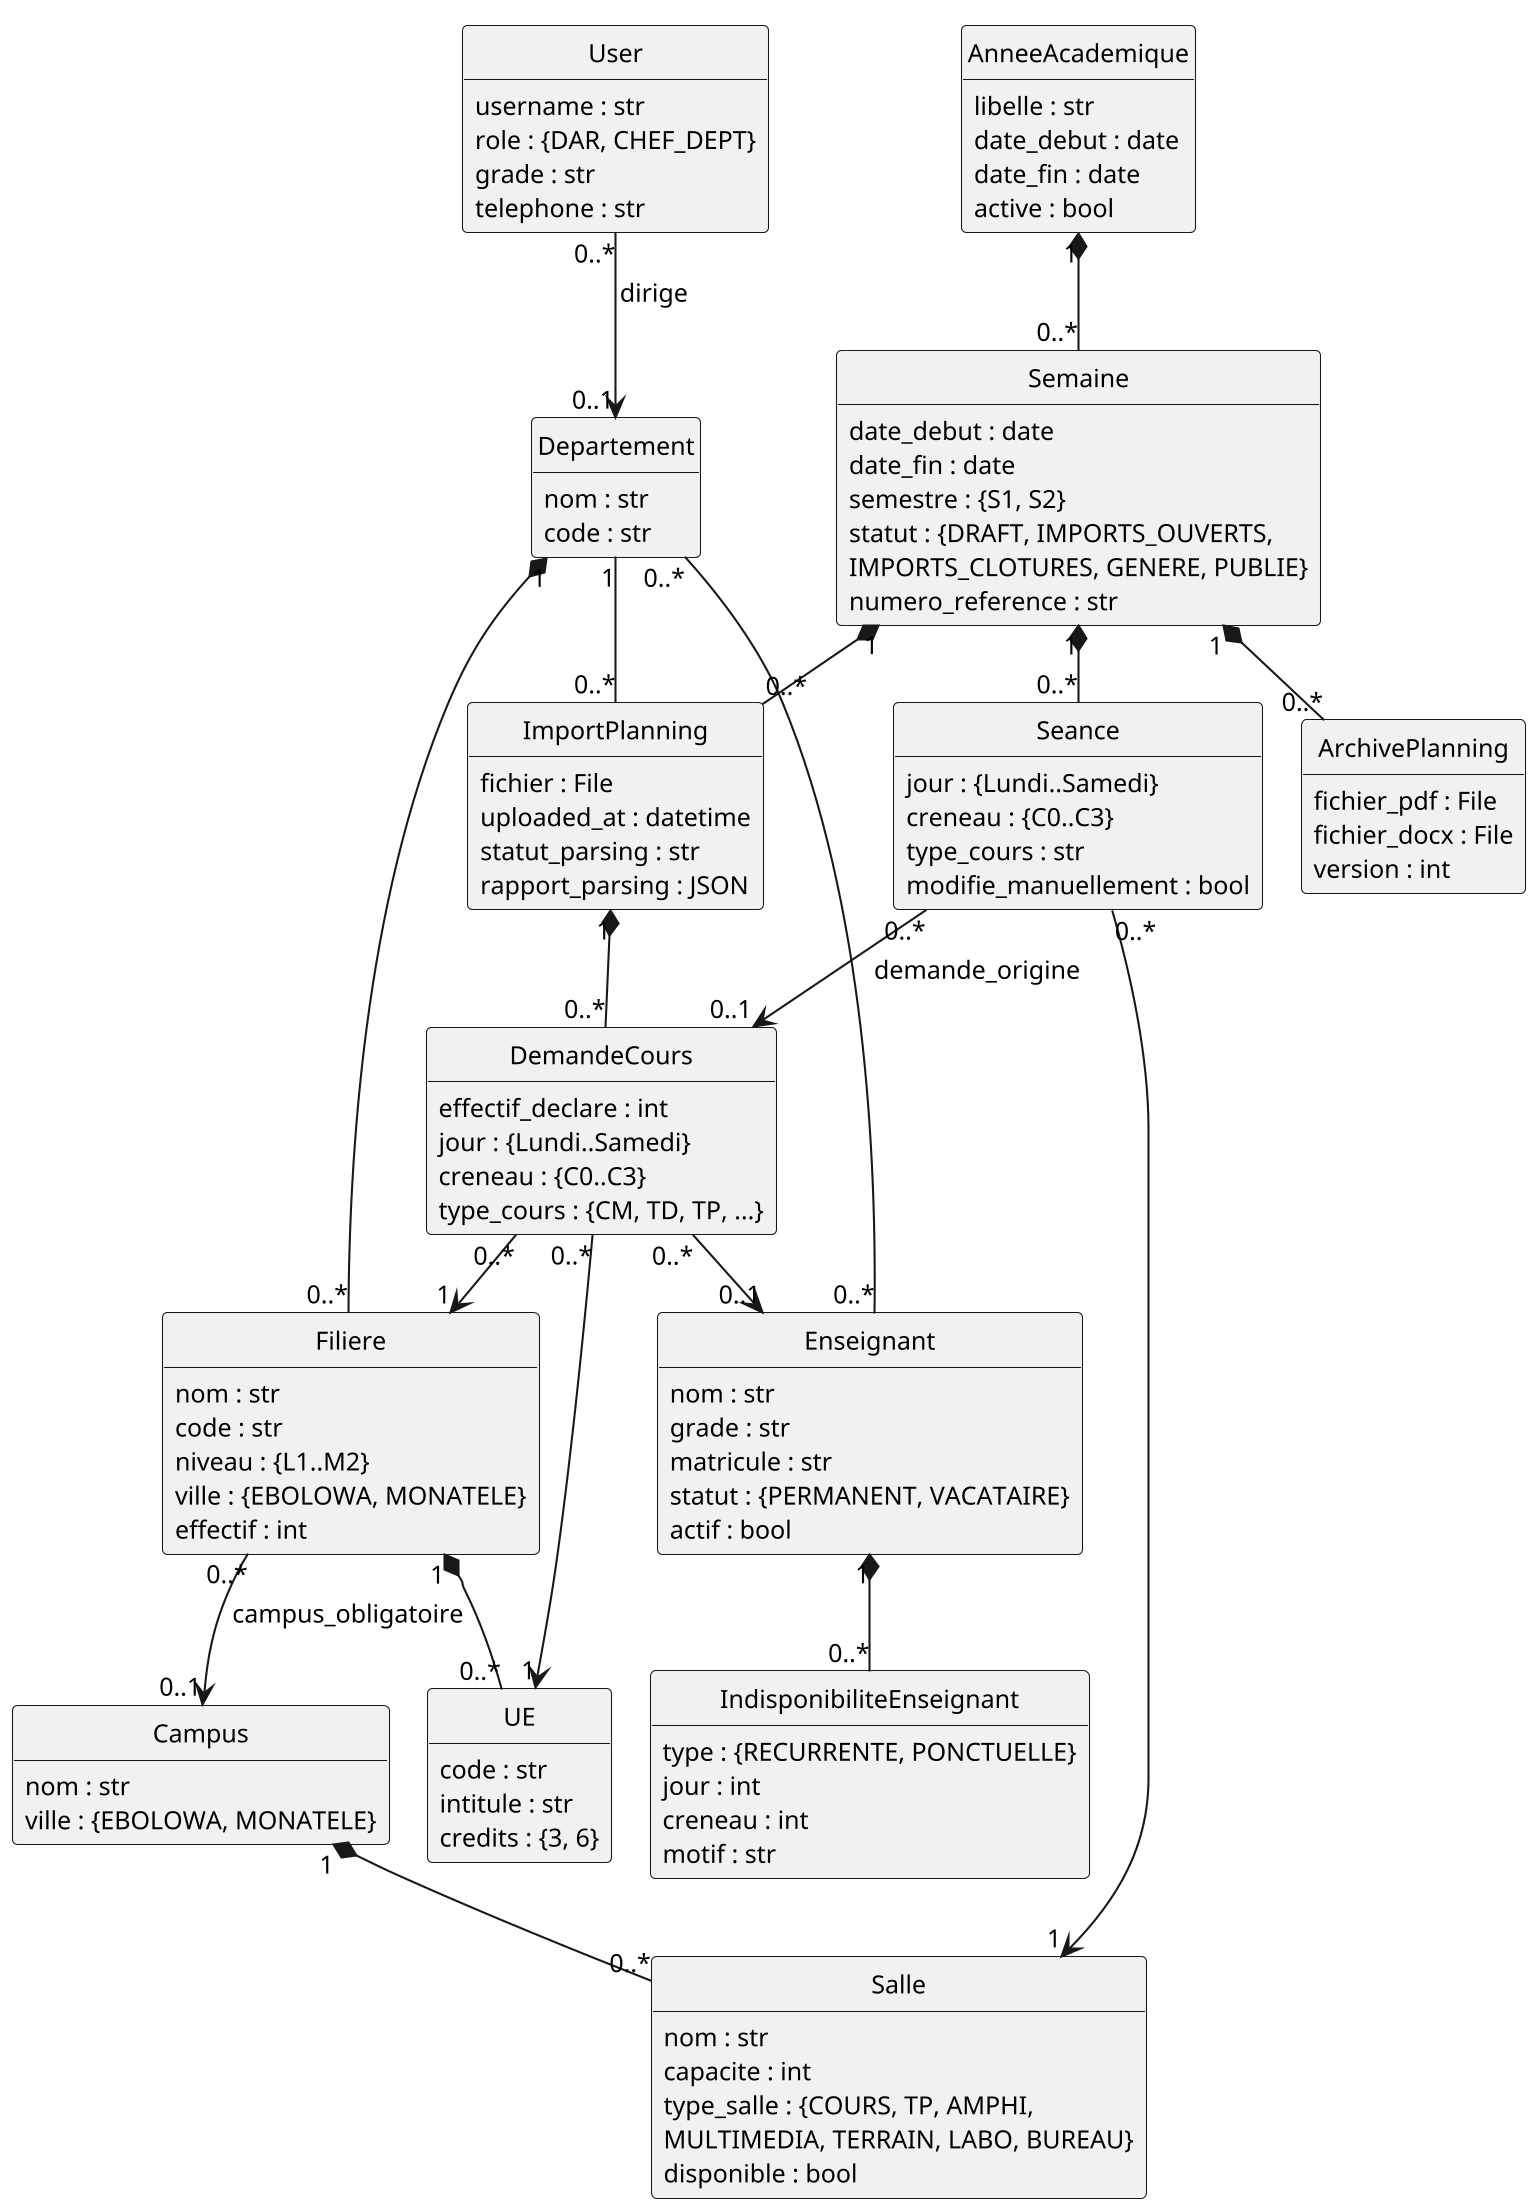 User
username : str
role : {DAR, CHEF_DEPT}
grade : str
telephone : str
AnneeAcademique
libelle : str
date_debut : date
date_fin : date
active : bool
0..*
dirige
0..1
1
0..*
Departement
nom : str
code : str
Semaine
date_debut : date
date_fin : date
semestre : {S1, S2}
statut : {DRAFT, IMPORTS_OUVERTS,
IMPORTS_CLOTURES, GENERE, PUBLIE}
numero_reference : str
1
1
0..*
1
1
1
0..*
0..*
0..*
0..*
ImportPlanning
fichier : File
uploaded_at : datetime
statut_parsing : str
rapport_parsing : JSON
Seance
jour : {Lundi..Samedi}
creneau : {C0..C3}
type_cours : str
modifie_manuellement : bool
ArchivePlanning
fichier_pdf : File
fichier_docx : File
version : int
1
0..*
0..*
demande_origine
0..*
0..1
DemandeCours
effectif_declare : int
jour : {Lundi..Samedi}
creneau : {C0..C3}
type_cours : {CM, TD, TP, ...}
0..*
0..*
0..*
0..*
1
0..1
0..*
Filiere
nom : str
code : str
niveau : {L1..M2}
ville : {EBOLOWA, MONATELE}
effectif : int
Enseignant
nom : str
grade : str
matricule : str
statut : {PERMANENT, VACATAIRE}
actif : bool
0..*
1
1
campus_obligatoire
0..1
0..*
1
0..*
Campus
nom : str
ville : {EBOLOWA, MONATELE}
UE
code : str
intitule : str
credits : {3, 6}
IndisponibiliteEnseignant
type : {RECURRENTE, PONCTUELLE}
jour : int
creneau : int
motif : str
1
0..*
1
Salle
nom : str
capacite : int
type_salle : {COURS, TP, AMPHI,
MULTIMEDIA, TERRAIN, LABO, BUREAU}
disponible : bool